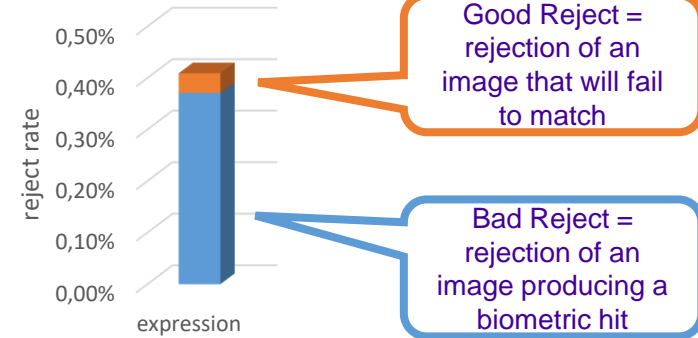 0,50%
0,40%
0,30%
0,20%
0,10%
0,00%
reject rate
expression
Good Reject =
rejection of an
image that will fail
to match
Bad Reject =
rejection of an
image producing a
biometric hit